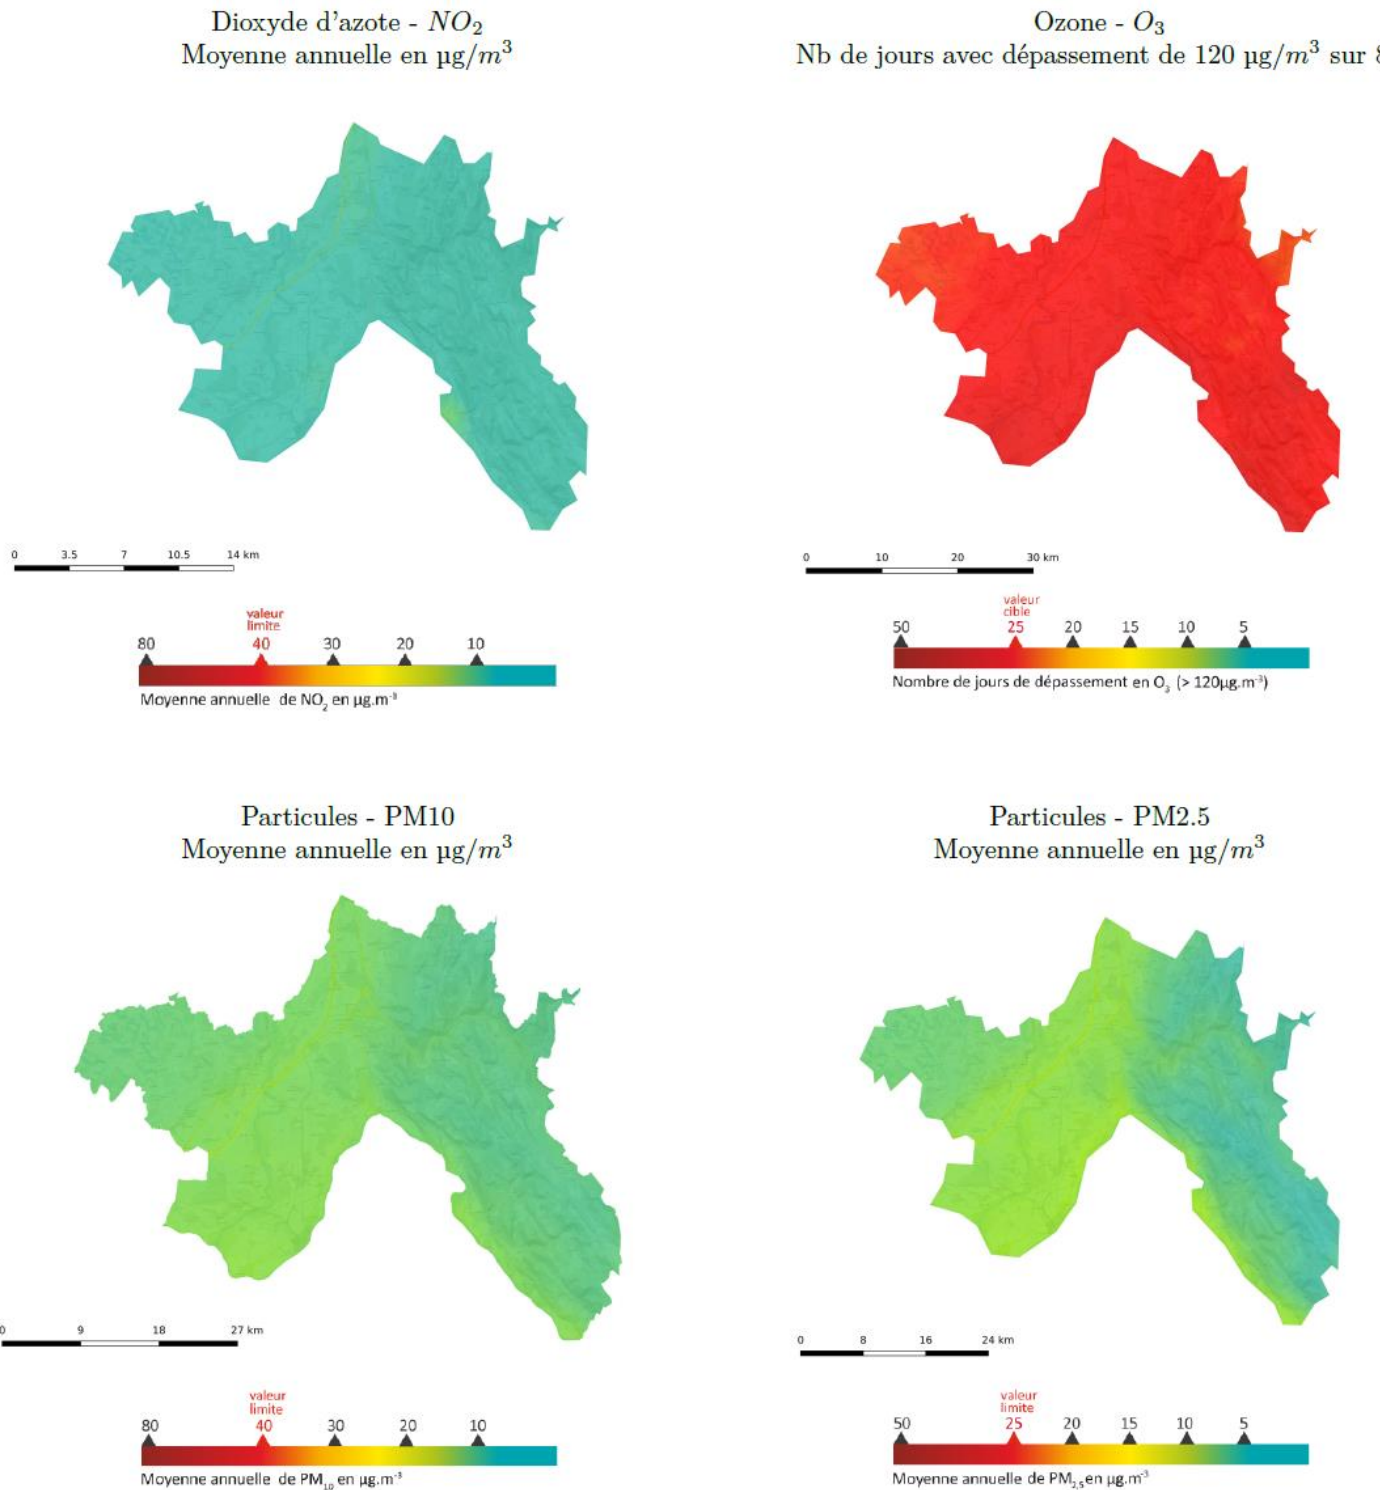 Dioxyde d'azote - NO₂
Moyenne annuelle en µg/m³
0 3.5 7 10.5 14 km
valeur
limite
80 40 30 20 10
Moyenne annuelle de NO₂ en µg.m⁻³
Ozone - O₃
Nb de jours avec dépassement de 120 µg/m³ sur
0 10 20 30 km
valeur
cible
50 25 20 15 10 5
Nombre de jours de dépassement en O₃ (> 120µg.m⁻³)
Particules - PM10
Moyenne annuelle en µg/m³
0 9 18 27 km
valeur
limite
80 40 30 20 10
Moyenne annuelle de PM₁₀ en µg.m⁻³
Particules - PM2.5
Moyenne annuelle en µg/m³
0 8 16 24 km
valeur
limite
50 25 20 15 10 5
Moyenne annuelle de PM₂,₅ en µg.m⁻³